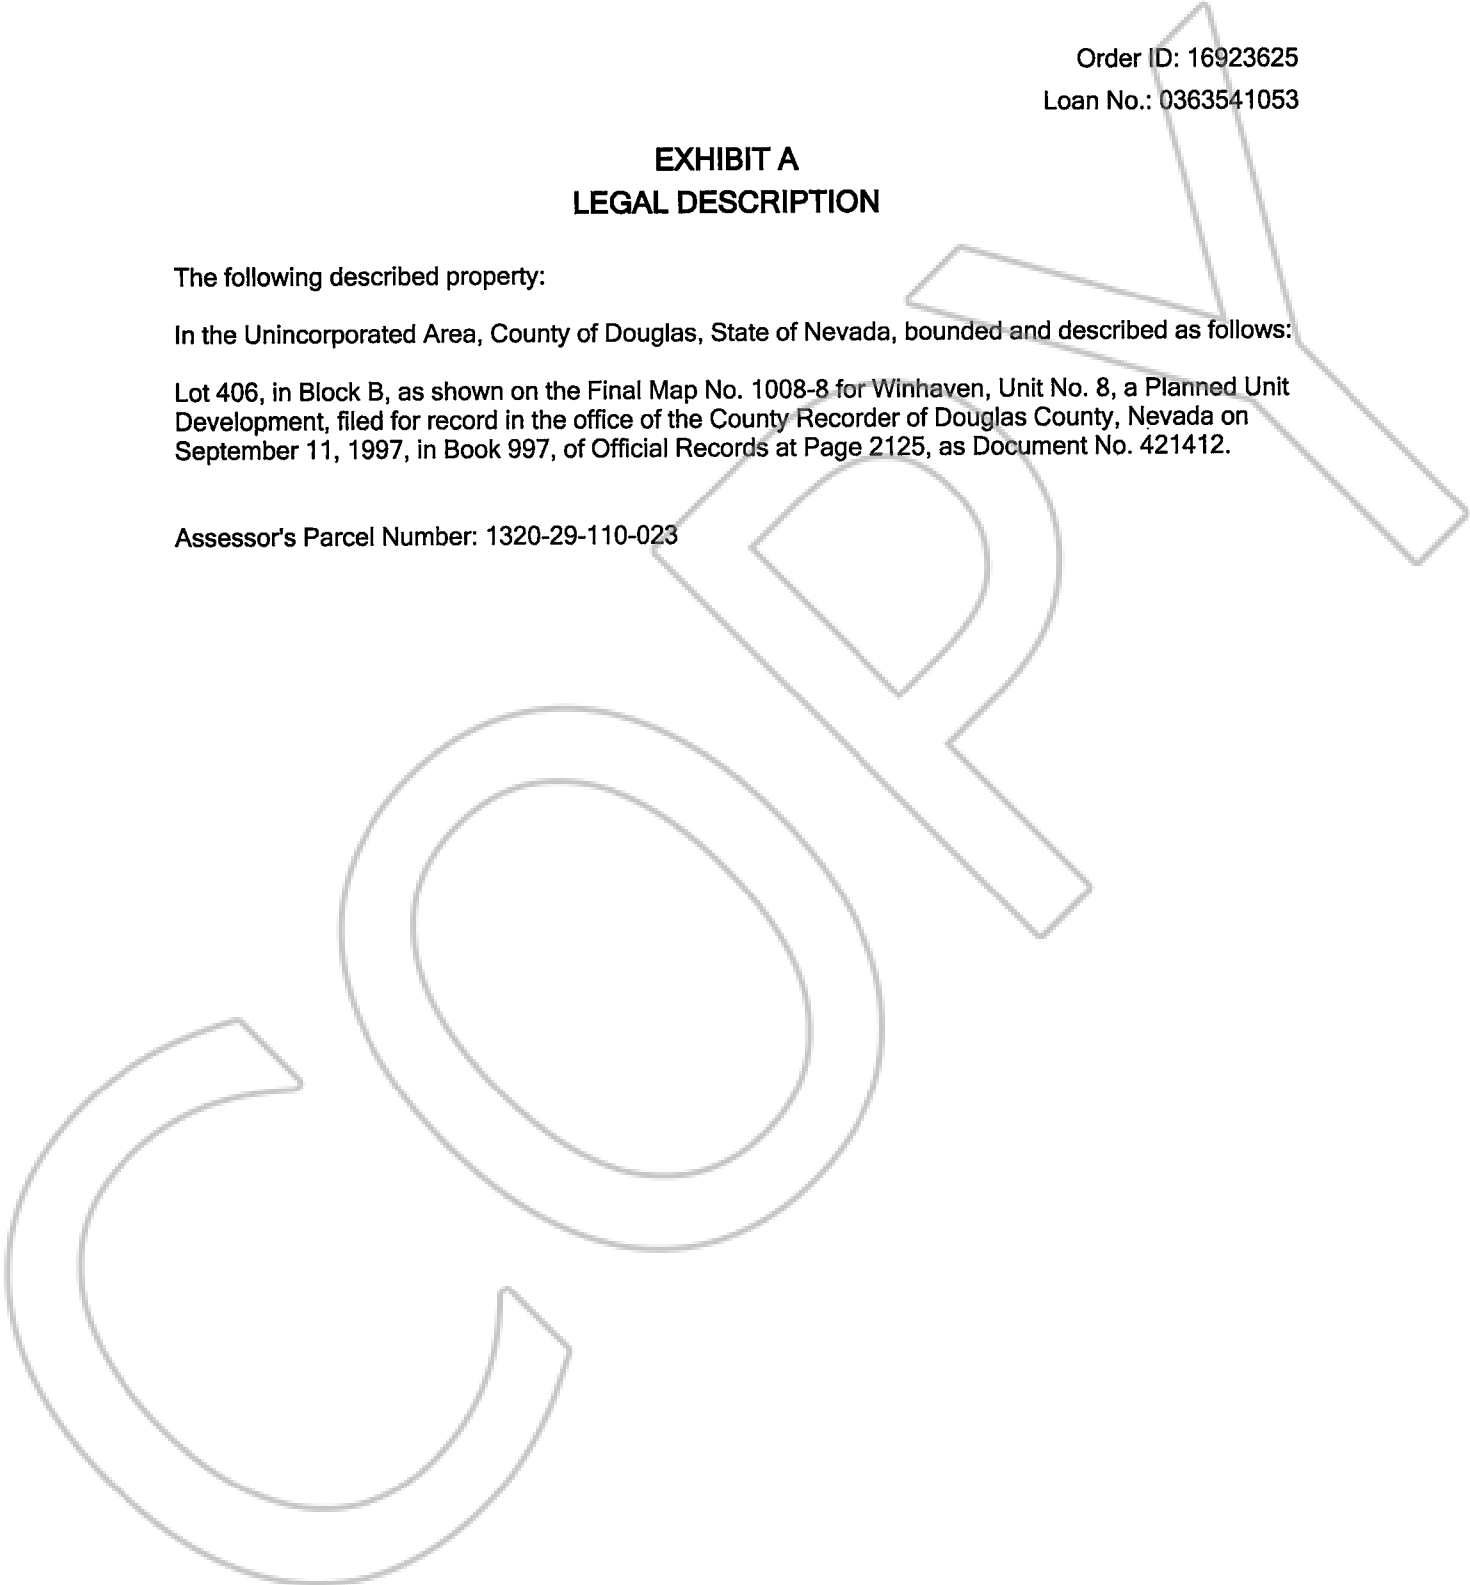 Order ID: 16923625
Loan No.: 0363541053
EXHIBIT A
LEGAL DESCRIPTION
The following described property:
In the Unincorporated Area, County of Douglas, State of Nevada, bounded and described as follows:
Lot 406, in Block B, as shown on the Final Map No. 1008-8 for Winhaven, Unit No. 8, a Planned Unit
Development, filed for record in the office of the County Recorder of Douglas County, Nevada on
September 11, 1997, in Book 997, of Official Records at Page 2125, as Document No. 421412.
Assessor's Parcel Number: 1320-29-110-023
COPY